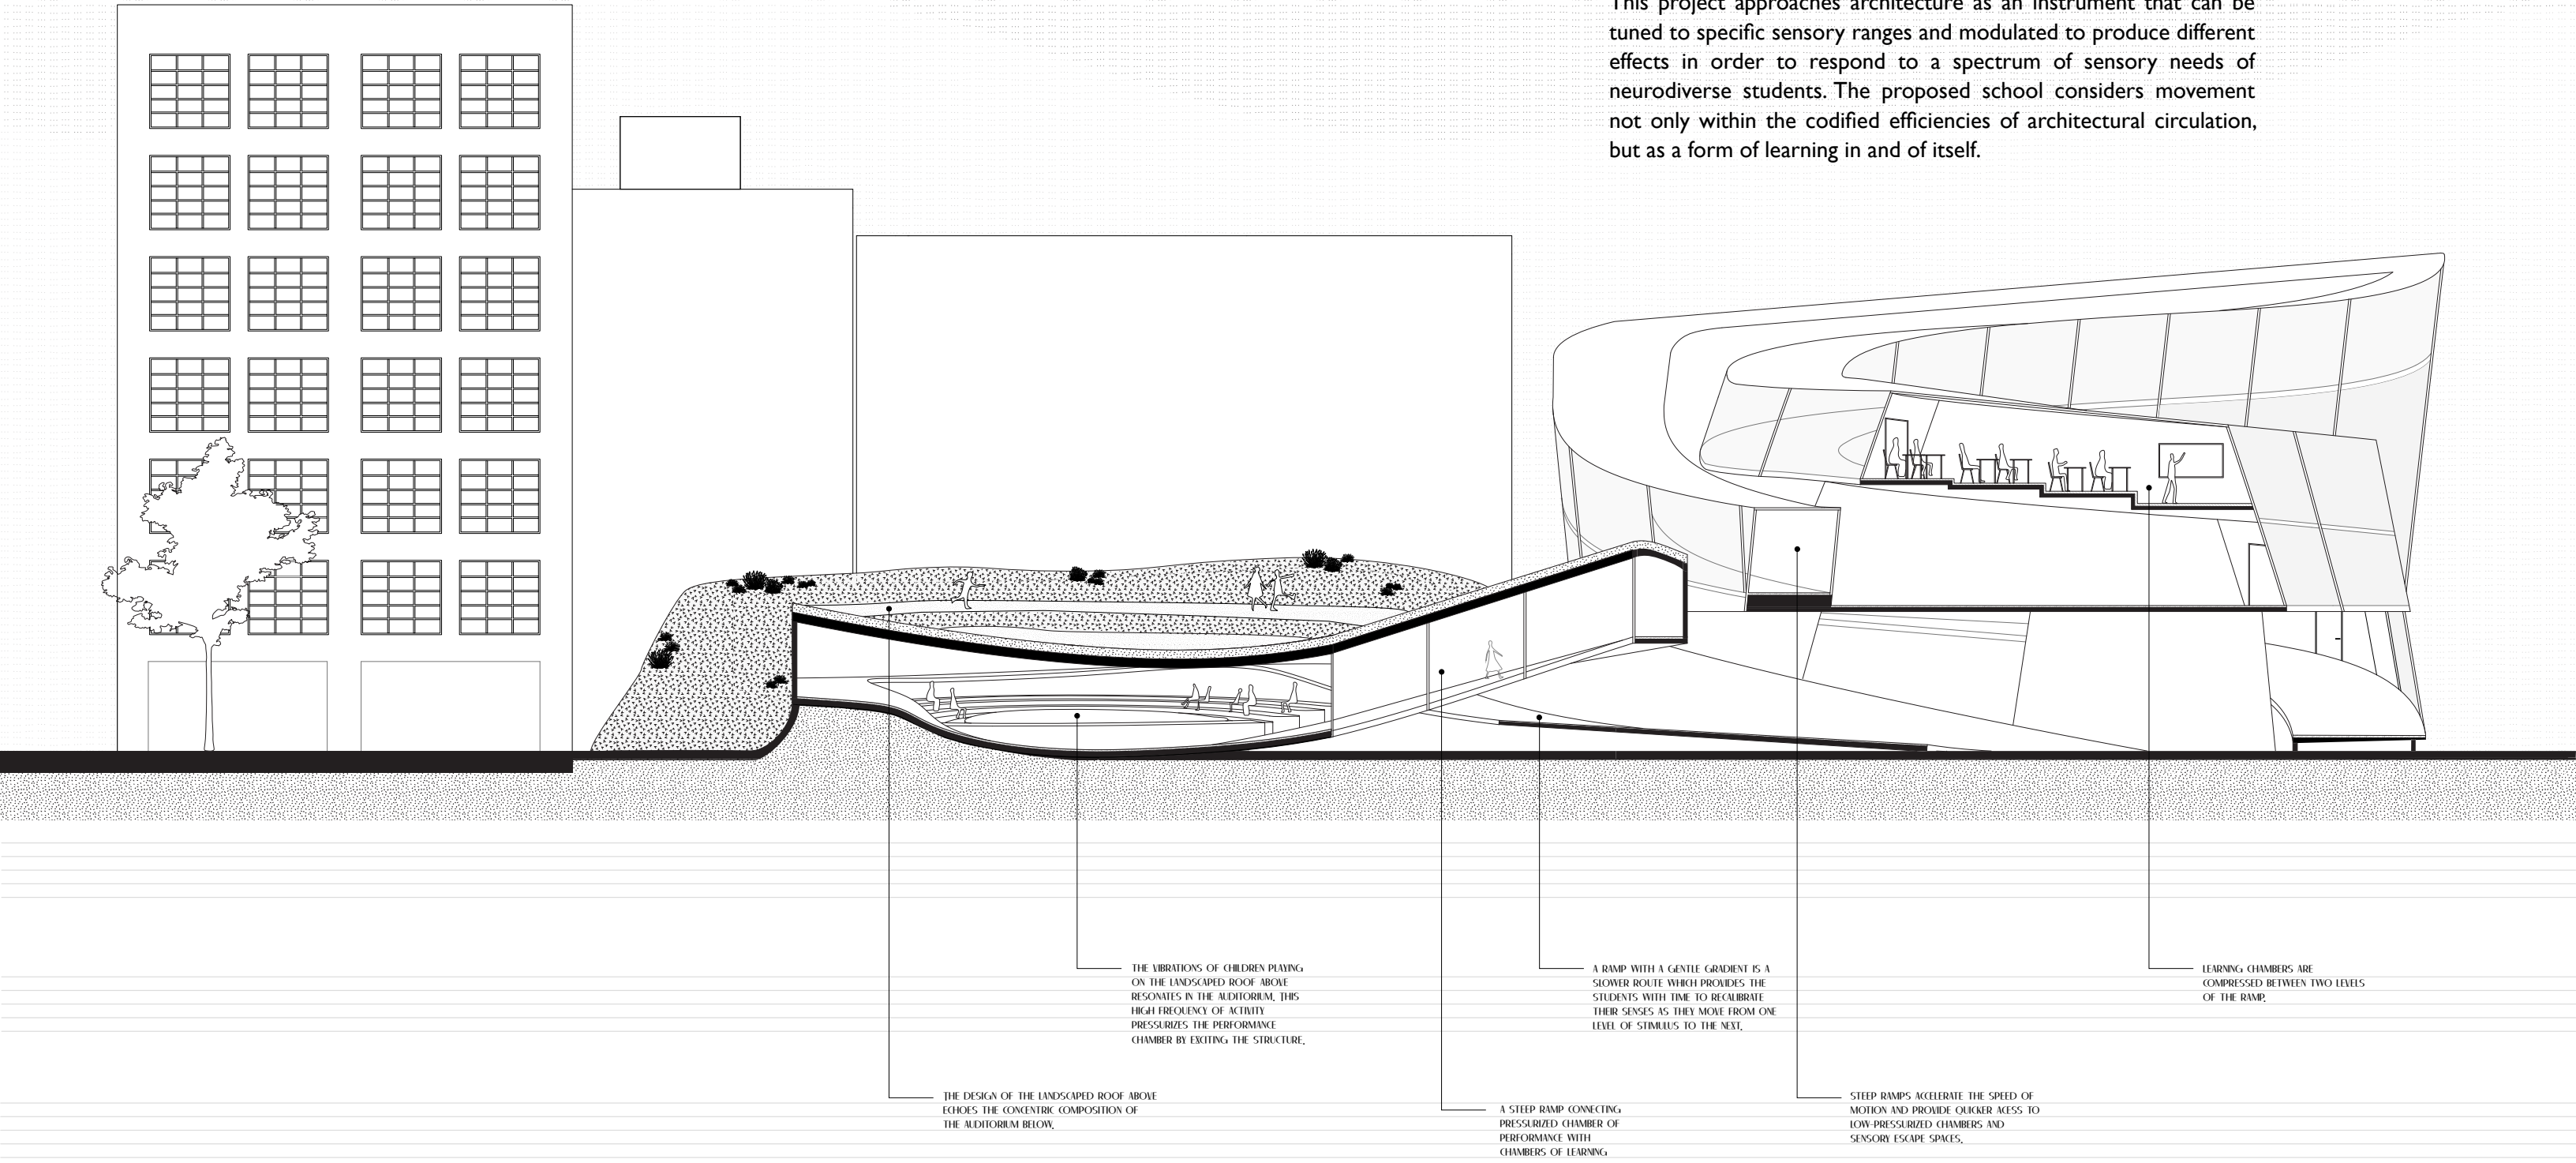 This project approaches architecture as an instrument that can be
tuned to specific sensory ranges and modulated to produce different
effects in order to respond to a spectrum of sensory needs of
neurodiverse students. The proposed school considers movement
not only within the codified efficiencies of architectural circulation,
but as a form of learning in and of itself.
THE VIBRATIONS OF CHILDREN PLAYING
ON THE LANDSCAPED ROOF ABOVE
RESONATES IN THE AUDITORIUM. THIS
HIGH FREQUENCY OF ACTIVITY
PRESSURIZES THE PERFORMANCE
CHAMBER BY EXCITING THE STRUCTURE.
A RAMP WITH A GENTLE GRADIENT IS A
SLOWER ROUTE WHICH PROVIDES THE
STUDENTS WITH TIME TO RECALIBRATE
THEIR SENSES AS THEY MOVE FROM ONE
LEVEL OF STIMULUS TO THE NEXT.
LEARNING CHAMBERS ARE
COMPRESSED BETWEEN TWO LEVELS
OF THE RAMP.
THE DESIGN OF THE LANDSCAPED ROOF ABOVE
ECHOES THE CONCENTRIC COMPOSITION OF
THE AUDITORIUM BELOW.
A STEEP RAMP CONNECTING
PRESSURIZED CHAMBER OF
PERFORMANCE WITH
CHAMBERS OF LEARNING
STEEP RAMPS ACCELERATE THE SPEED OF
MOTION AND PROVIDE QUICKER ACESS TO
LOW-PRESSURIZED CHAMBERS AND
SENSORY ESCAPE SPACES.